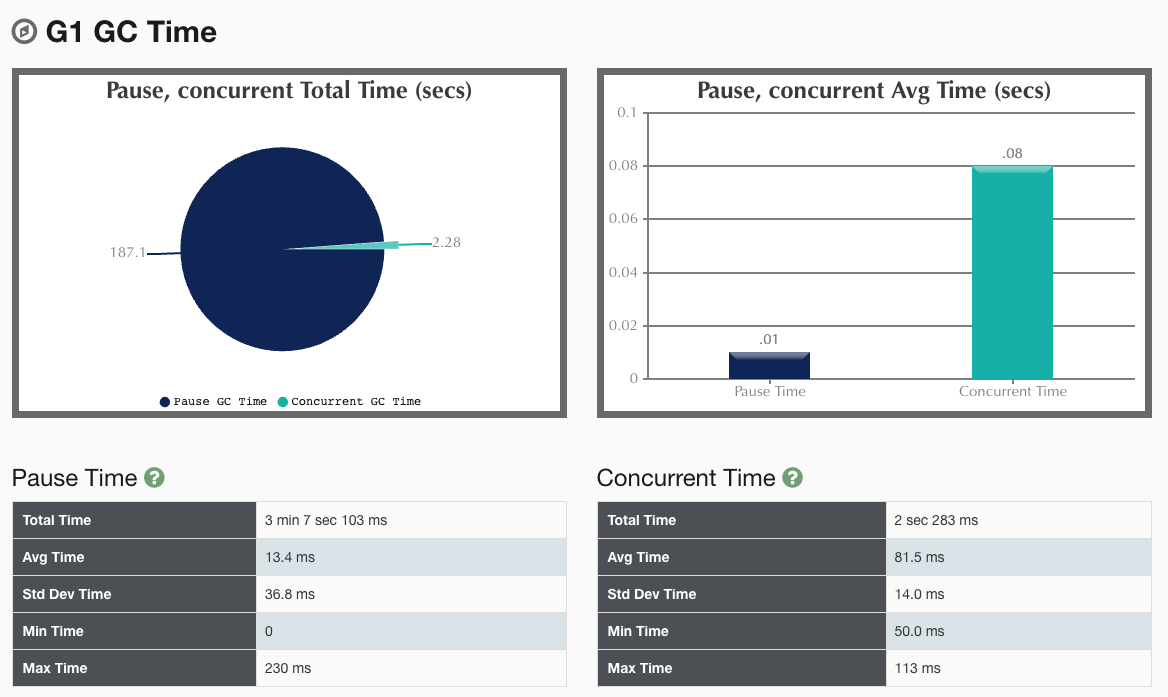 G1 GC Time
Pause, concurrent Total Time (secs)
187.1
2.28
Pause GC Time
Concurrent GC Time
Pause, concurrent Avg Time (secs)
0.1
0.08
0.06
0.04
0.02
0
.01
.08
Pause Time
Concurrent Time
Pause Time ?
Total Time 3 min 7 sec 103 ms
Avg Time 13.4 ms
Std Dev Time 36.8 ms
Min Time 0
Max Time 230 ms
Concurrent Time ?
Total Time 2 sec 283 ms
Avg Time 81.5 ms
Std Dev Time 14.0 ms
Min Time 50.0 ms
Max Time 113 ms